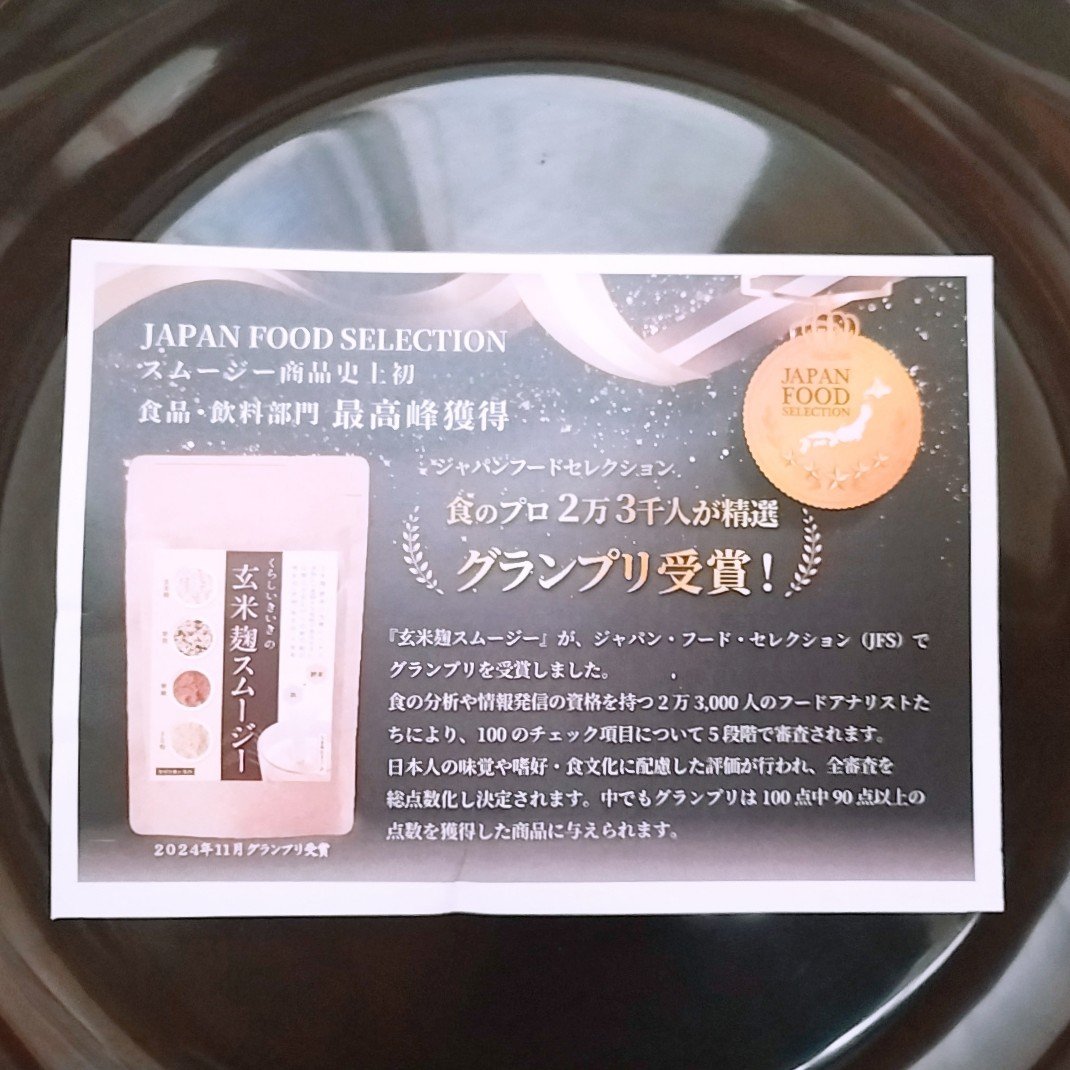 JAPAN FOOD SELECTION
スムージー商品史上初
食品・飲料部門 最高峰獲得
JAPAN
FOOD
SELECTION
ジャパンフードセレクション
食のプロ2万3千人が精選
グランプリ受賞！
くらしいきいきの
玄米麹スムージー
2024年11月グランプリ受賞
『玄米麹スムージー』が、ジャパン・フード・セレクション（JFS）で
グランプリを受賞しました。
食の分析や情報発信の資格を持つ2万3,000人のフードアナリストた
ちにより、100のチェック項目について5段階で審査されます。
日本人の味覚や嗜好・食文化に配慮した評価が行われ、全審査を
総点数化し決定されます。中でもグランプリは100点中90点以上の
点数を獲得した商品に与えられます。